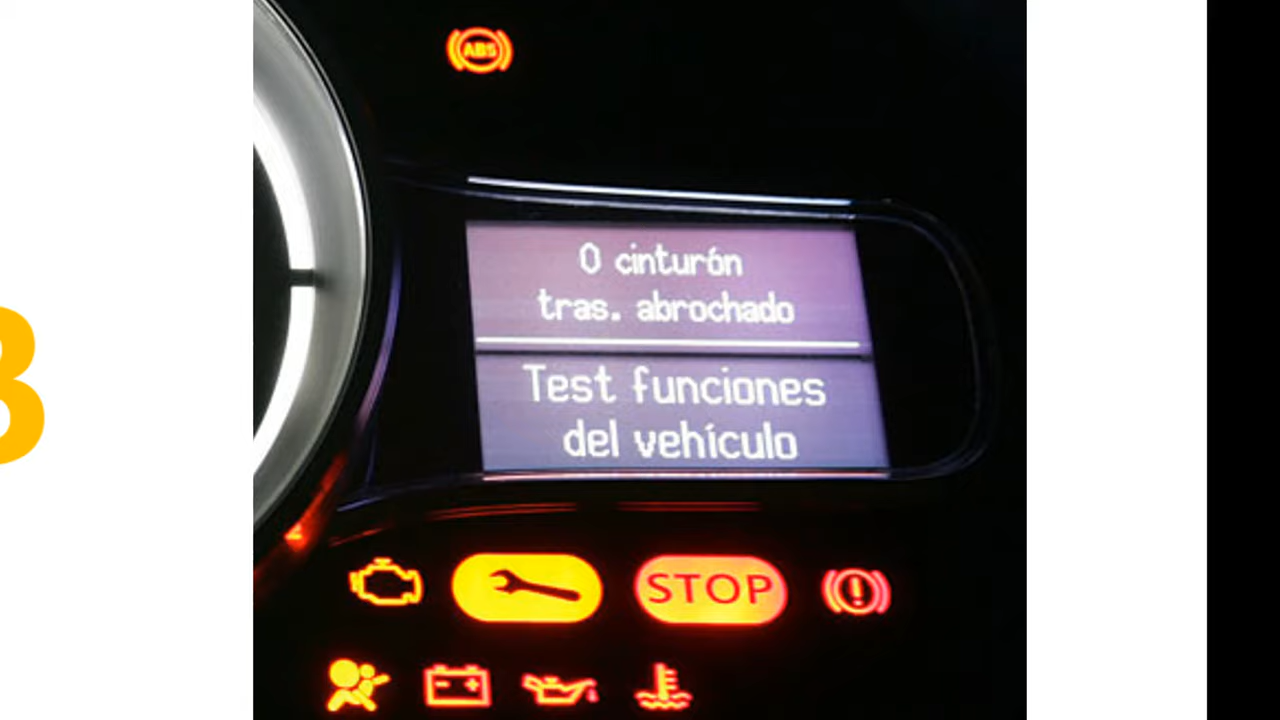 ABS
0 cinturón
tras. abrochado
Test funciones
del vehículo
STOP